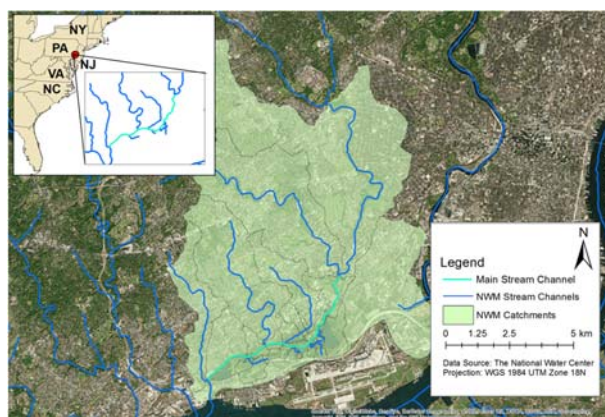 NY
PA
NJ
VA
NC
N
Legend
Main Stream Channel
NWM Stream Channels
NWM Catchments
0 1.25 2.5 5 km
Data Source: The National Water Center
Projection: WGS 1984 UTM Zone 18N